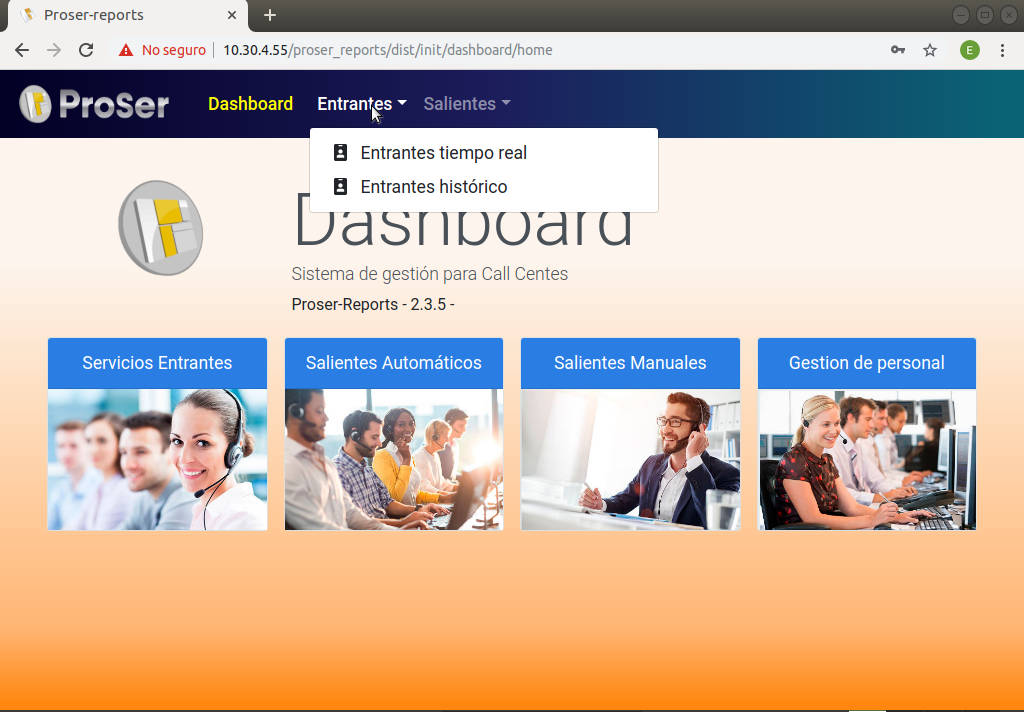 Proser-reports
No seguro
10.30.4.55/proser_reports/dist/init/dashboard/home
E
ProSer
Dashboard
Entrantes
Salientes
Entrantes tiempo real
Entrantes histórico
Dashboard
Sistema de gestión para Call Centes
Proser-Reports - 2.3.5 -
Servicios Entrantes
Salientes Automáticos
Salientes Manuales
Gestion de personal